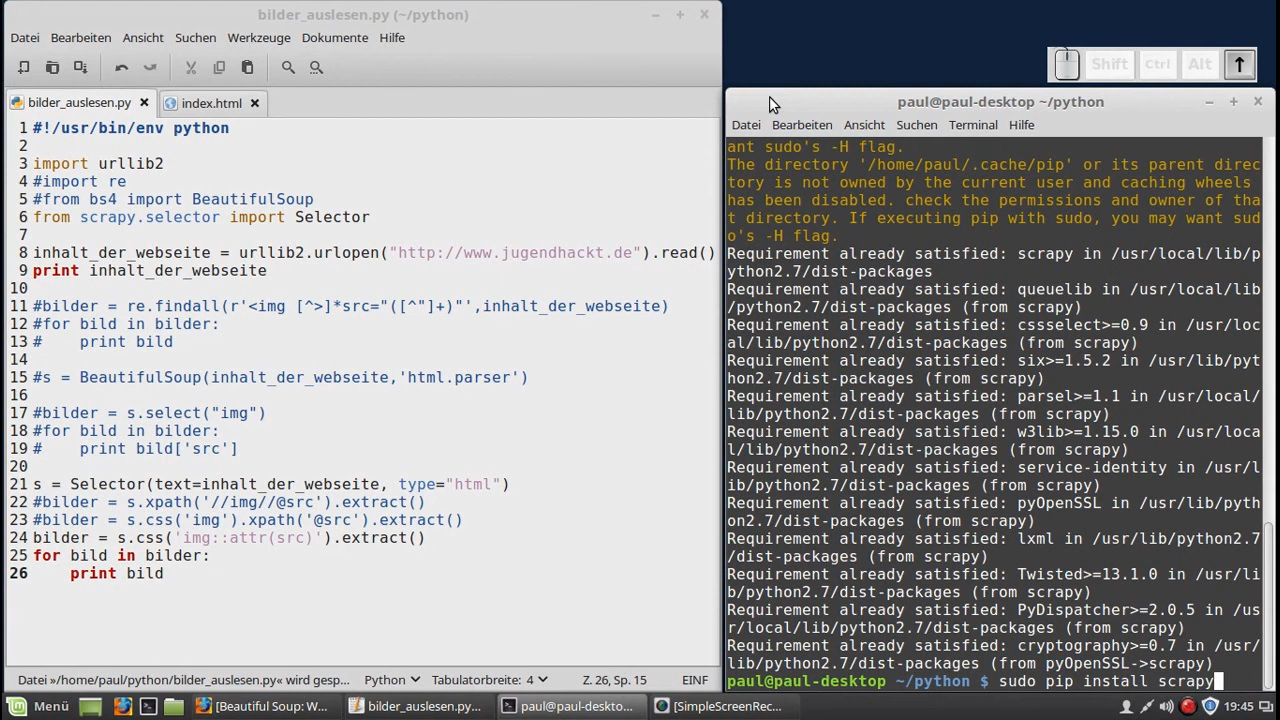 bilder_auslesen.py (~/python)
Datei Bearbeiten Ansicht Suchen Werkzeuge Dokumente Hilfe
bilder_auslesen.py index.html
1 #!/usr/bin/env python
2
3 import urllib2
4 #import re
5 #from bs4 import BeautifulSoup
6 from scrapy.selector import Selector
7
8 inhalt_der_webseite = urllib2.urlopen("http://www.jugendhackt.de").read()
9 print inhalt_der_webseite
10
11 #bilder = re.findall(r'<img [^>]*src="([^"]+)"',inhalt_der_webseite)
12 #for bild in bilder:
13 #    print bild
14
15 #s = BeautifulSoup(inhalt_der_webseite,'html.parser')
16
17 #bilder = s.select("img")
18 #for bild in bilder:
19 #    print bild['src']
20
21 s = Selector(text=inhalt_der_webseite, type="html")
22 #bilder = s.xpath('//img//@src').extract()
23 #bilder = s.css('img').xpath('@src').extract()
24 bilder = s.css('img::attr(src)').extract()
25 for bild in bilder:
26     print bild
Datei »/home/paul/python/bilder_auslesen.py« wird gesp... Python Tabulatorbreite: 4 Z. 26, Sp. 15 EINF
Shift Ctrl Alt ↑
paul@paul-desktop ~/python
Datei Bearbeiten Ansicht Suchen Terminal Hilfe
ant sudo's -H flag.
The directory '/home/paul/.cache/pip' or its parent direc
tory is not owned by the current user and caching wheels
has been disabled. check the permissions and owner of tha
t directory. If executing pip with sudo, you may want sud
o's -H flag.
Requirement already satisfied: scrapy in /usr/local/lib/p
ython2.7/dist-packages
Requirement already satisfied: queuelib in /usr/local/lib
/python2.7/dist-packages (from scrapy)
Requirement already satisfied: cssselect>=0.9 in /usr/loc
al/lib/python2.7/dist-packages (from scrapy)
Requirement already satisfied: six>=1.5.2 in /usr/lib/pyt
hon2.7/dist-packages (from scrapy)
Requirement already satisfied: parsel>=1.1 in /usr/local/
lib/python2.7/dist-packages (from scrapy)
Requirement already satisfied: w3lib>=1.15.0 in /usr/loca
l/lib/python2.7/dist-packages (from scrapy)
Requirement already satisfied: service-identity in /usr/l
ib/python2.7/dist-packages (from scrapy)
Requirement already satisfied: pyOpenSSL in /usr/lib/pyth
on2.7/dist-packages (from scrapy)
Requirement already satisfied: lxml in /usr/lib/python2.7
/dist-packages (from scrapy)
Requirement already satisfied: Twisted>=13.1.0 in /usr/li
b/python2.7/dist-packages (from scrapy)
Requirement already satisfied: PyDispatcher>=2.0.5 in /us
r/local/lib/python2.7/dist-packages (from scrapy)
Requirement already satisfied: cryptography>=0.7 in /usr/
lib/python2.7/dist-packages (from pyOpenSSL->scrapy)
paul@paul-desktop ~/python $ sudo pip install scrapy
Menü [Beautiful Soup: W... bilder_auslesen.py... paul@paul-deskto... [SimpleScreenRec... 19:45